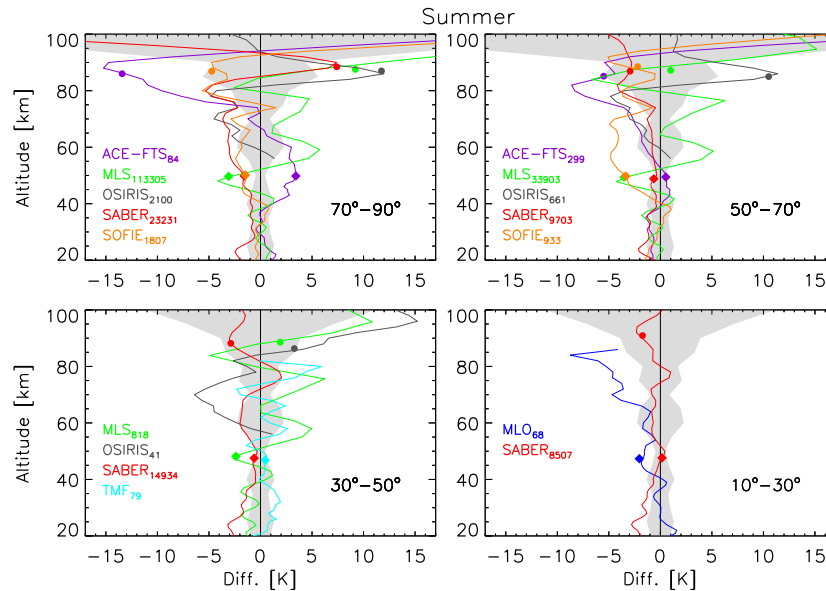 Summer
Altitude [km]
100
80
60
40
20
ACE-FTS84
MLS113305
OSIRIS2100
SABER23231
SOFIE1807
70°-90°
-15 -10 -5 0 5 10 15
100
80
60
40
20
Altitude [km]
ACE-FTS299
MLS33903
OSIRIS661
SABER9703
SOFIE933
50°-70°
-15 -10 -5 0 5 10 15
Altitude [km]
100
80
60
40
20
MLS818
OSIRIS41
SABER14934
TMF79
30°-50°
-15 -10 -5 0 5 10 15
Diff. [K]
100
80
60
40
20
Altitude [km]
MLO68
SABER8507
10°-30°
-15 -10 -5 0 5 10 15
Diff. [K]